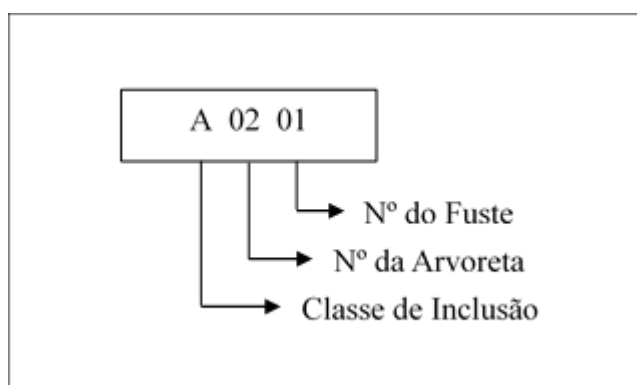 A 02 01
Nº do Fuste
Nº da Arvoreta
Classe de Inclusão